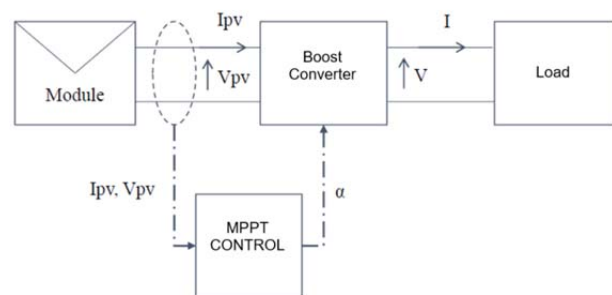 Ipv
I
Boost
Converter
Load
Vpv
V
Module
Ipv, Vpv
α
MPPT
CONTROL